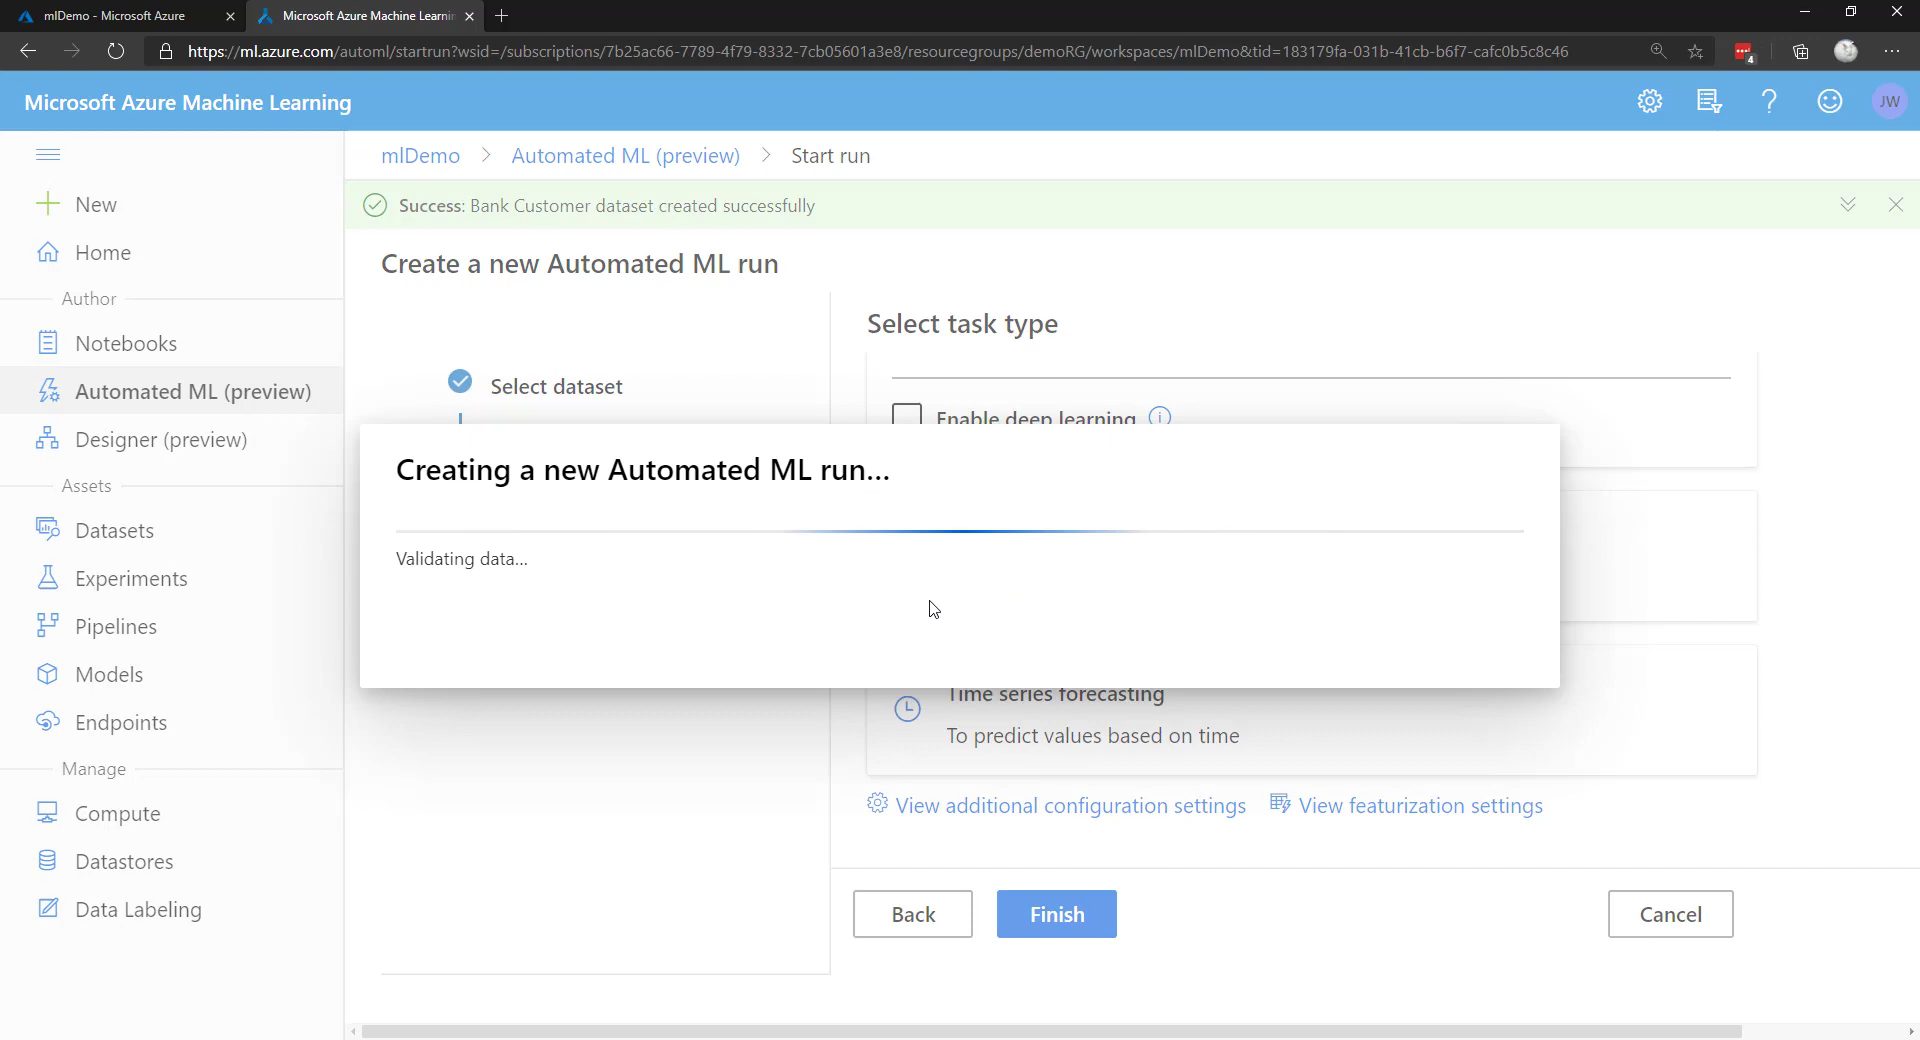 mlDemo - Microsoft Azure
Microsoft Azure Machine Learnin
https://ml.azure.com/automl/startrun?wsid=/subscriptions/7b25ac66-7789-4f79-8332-7cb05601a3e8/resourcegroups/demoRG/workspaces/mlDemo&tid=183179fa-031b-41cb-b6f7-cafc0b5c8c46
4
Microsoft Azure Machine Learning
JW
mlDemo > Automated ML (preview) > Start run
New
Success: Bank Customer dataset created successfully
Home
Create a new Automated ML run
Author
Select task type
Notebooks
Select dataset
Automated ML (preview)
Enable deep learning
Designer (preview)
Creating a new Automated ML run...
Assets
Datasets
Validating data...
Experiments
Pipelines
Models
Time series forecasting
Endpoints
To predict values based on time
Manage
View additional configuration settings
View featurization settings
Compute
Datastores
Data Labeling
Back
Finish
Cancel